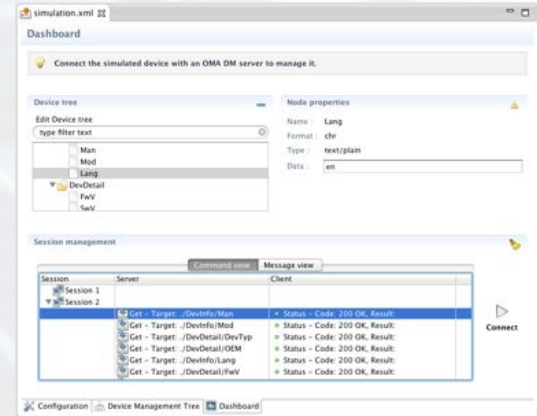 simulation.xml
Dashboard
Connect the simulated device with an OMA DM server to manage it.
Device tree
Edit Device tree
type filter text
Man
Mod
Lang
DevDetail
FwV
SwV
Node properties
Name : Lang
Format : chr
Type : text/plain
Data : en
Session management
Command view Message view
Session Server Client
Session 1
Session 2
Get - Target: ./DevInfo/Man Status - Code: 200 OK, Result:
Get - Target: ./DevInfo/Mod Status - Code: 200 OK, Result:
Get - Target: ./DevDetail/DevTyp Status - Code: 200 OK, Result:
Get - Target: ./DevDetail/OEM Status - Code: 200 OK, Result:
Get - Target: ./DevInfo/Lang Status - Code: 200 OK, Result:
Get - Target: ./DevDetail/FwV Status - Code: 200 OK, Result:
Connect
Configuration Device Management Tree Dashboard